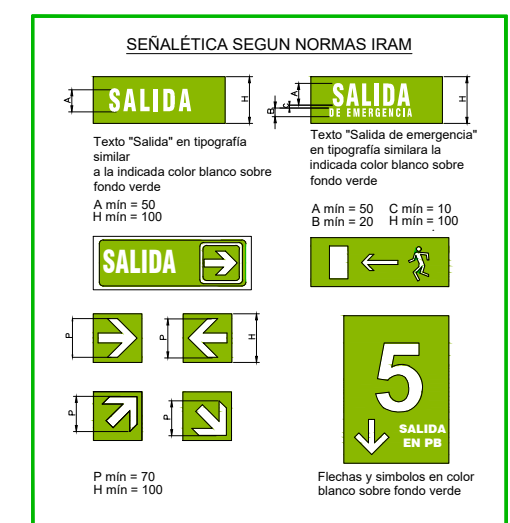 SEÑALÉTICA SEGUN NORMAS IRAM
A
SALIDA
H
Texto "Salida" en tipografía
similar
a la indicada color blanco sobre
fondo verde
A mín = 50
H mín = 100
B
C
A
SALIDA
DE EMERGENCIA
H
Texto "Salida de emergencia"
en tipografía similara la
indicada color blanco sobre
fondo verde
A mín = 50 C mín = 10
B mín = 20 H mín = 100
SALIDA
P
P
H
P
P
P mín = 70
H mín = 100
5
SALIDA
EN PB
Flechas y simbolos en color
blanco sobre fondo verde